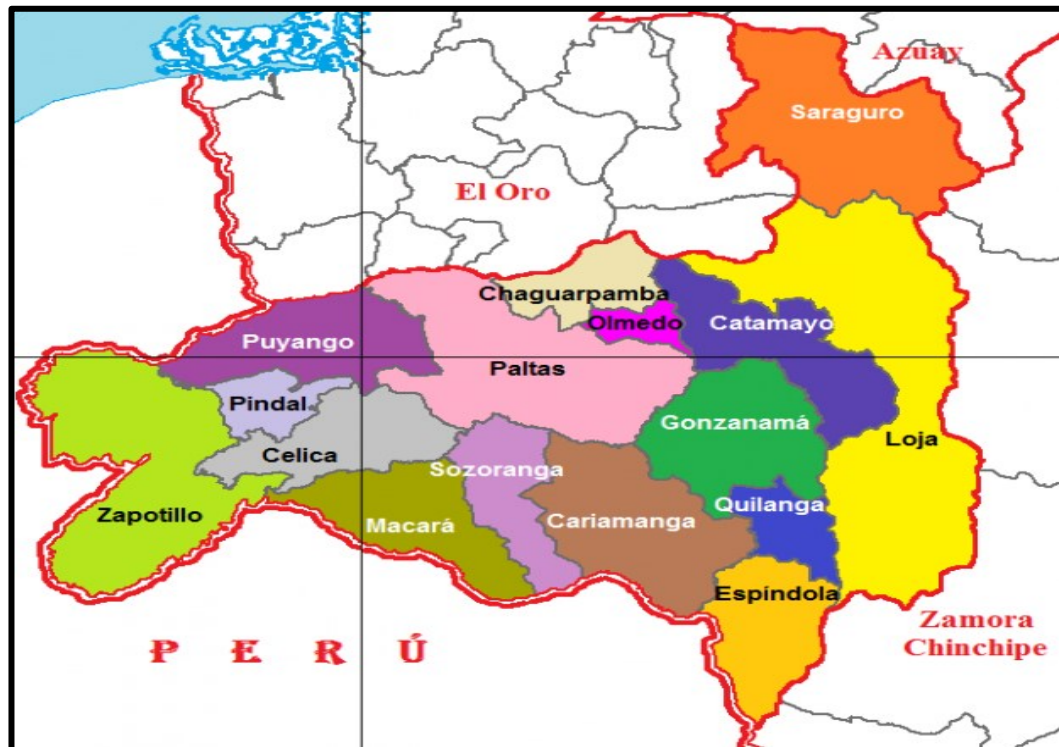 Azuay
Saraguro
El Oro
Chaguarpamba
Olmedo
Catamayo
Puyango
Paltas
Pindal
Gonzanamá
Loja
Celica
Sozoranga
Zapotillo
Macará
Cariamanga
Quilanga
Espíndola
Zamora
Chinchipe
PERÚ